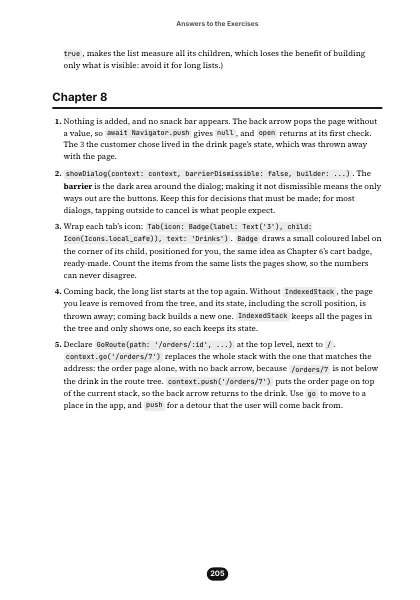 Answers to the Exercises
true, makes the list measure all its children, which loses the benefit of building
only what is visible: avoid it for long lists.)
Chapter 8
1. Nothing is added, and no snack bar appears. The back arrow pops the page without
a value, so await Navigator.push gives null, and open returns at its first check.
The 3 the customer chose lived in the drink page's state, which was thrown away
with the page.
2. showDialog(context: context, barrierDismissible: false, builder: ...). The
barrier is the dark area around the dialog; making it not dismissible means the only
ways out are the buttons. Keep this for decisions that must be made; for most
dialogs, tapping outside to cancel is what people expect.
3. Wrap each tab's icon: Tab(icon: Badge(label: Text('3'), child:
Icon(Icons.local_cafe)), text: 'Drinks'). Badge draws a small coloured label on
the corner of its child, positioned for you, the same idea as Chapter 6's cart badge,
ready-made. Count the items from the same lists the pages show, so the numbers
can never disagree.
4. Coming back, the long list starts at the top again. Without IndexedStack, the page
you leave is removed from the tree, and its state, including the scroll position, is
thrown away; coming back builds a new one. IndexedStack keeps all the pages in
the tree and only shows one, so each keeps its state.
5. Declare GoRoute(path: '/orders/:id', ...) at the top level, next to /.
context.go('/orders/7') replaces the whole stack with the one that matches the
address: the order page alone, with no back arrow, because /orders/7 is not below
the drink in the route tree. context.push('/orders/7') puts the order page on top
of the current stack, so the back arrow returns to the drink. Use go to move to a
place in the app, and push for a detour that the user will come back from.
205